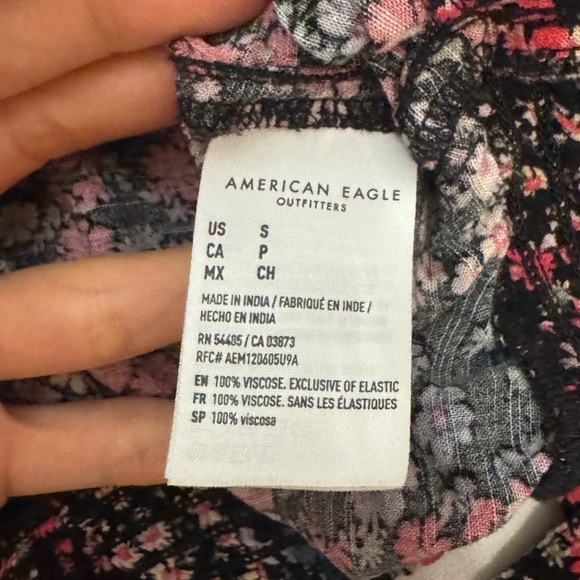 AMERICAN EAGLE
OUTFITTERS
US S
CA P
MX CH
MADE IN INDIA / FABRIQUÉ EN INDE /
HECHO EN INDIA
RN 54485 / CA 03873
RFC# AEM120605U9A
EN 100% VISCOSE. EXCLUSIVE OF ELASTIC
FR 100% VISCOSE. SANS LES ÉLASTIQUES
SP 100% viscosa